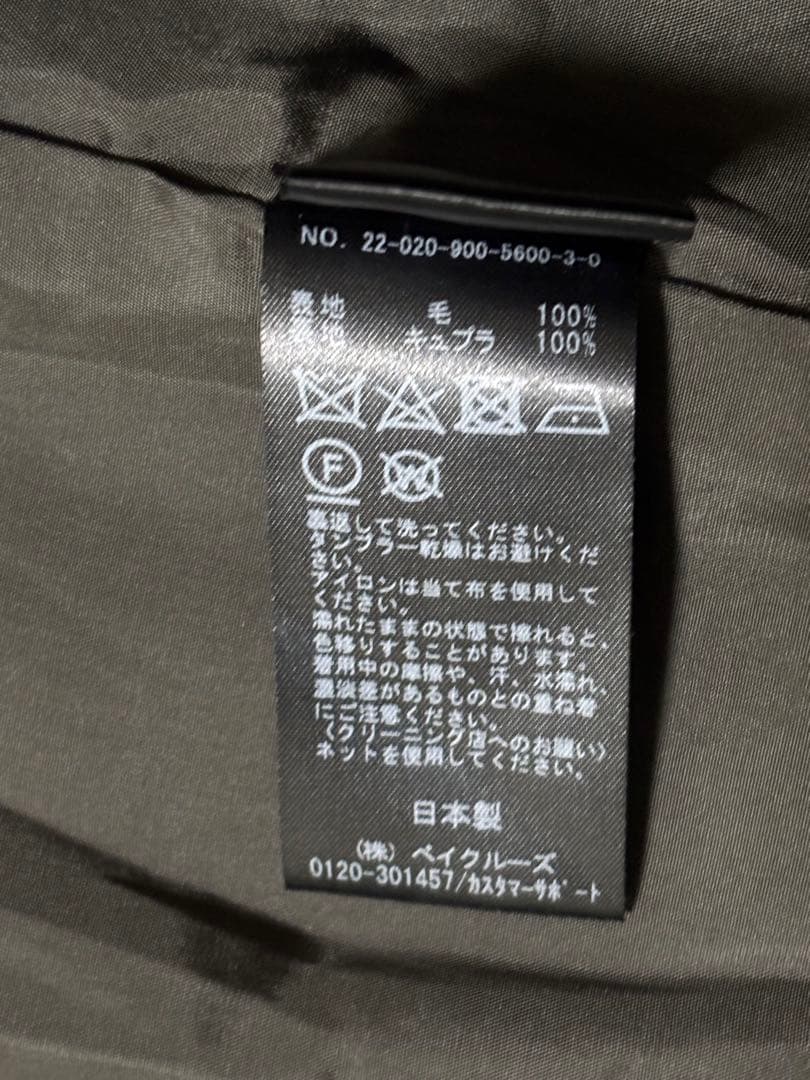 NO. 22-020-900-5600-3-0
表地 毛 100%
地 キュプラ 100%
F
W
裏返して洗ってください。
タンブラー乾燥はお避けくだ
さい。
アイロンは当て布を使用して
ください。
濡れたままの状態で擦れると、
色移りすることがあります。
着用中の摩擦や、汗、水濡れ、
濃淡差があるものとの重ね着
にご注意ください。
〈クリーニング店へのお願い〉
ネットを使用してください。
日本製
(株) ベイクルーズ
0120-301457/カスタマーサポート